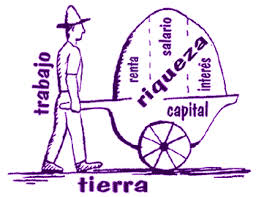 trabajo
renta
salario
interés
riqueza
capital
tierra